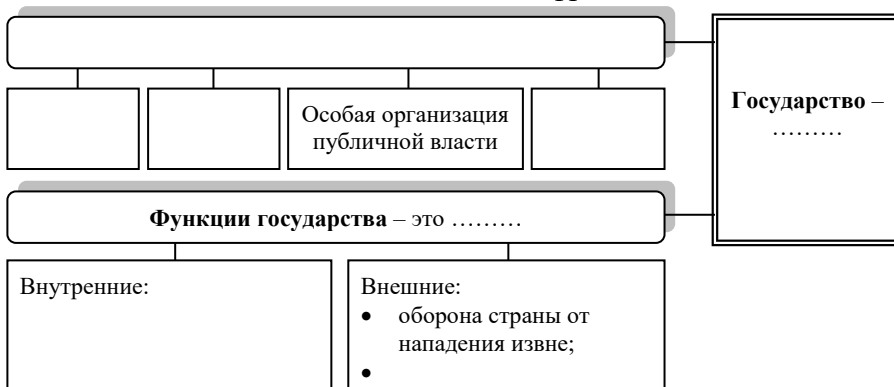 Особая организация
публичной власти
Государство –
………
Функции государства – это ………
Внутренние:
Внешние:
• оборона страны от
нападения извне;
•